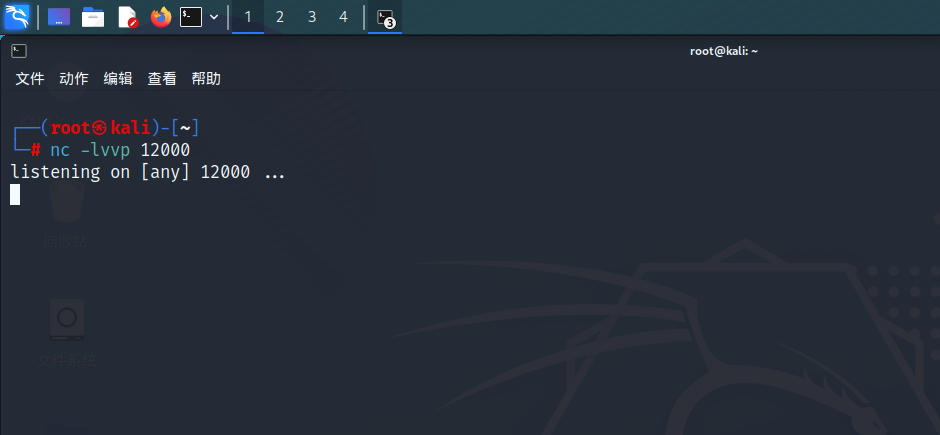 1 2 3 4 3
root@kali: ~
文件 动作 编辑 查看 帮助
┌──(root㉿kali)-[~]
└─# nc -lvvp 12000
listening on [any] 12000 ...
回收站
文件系统